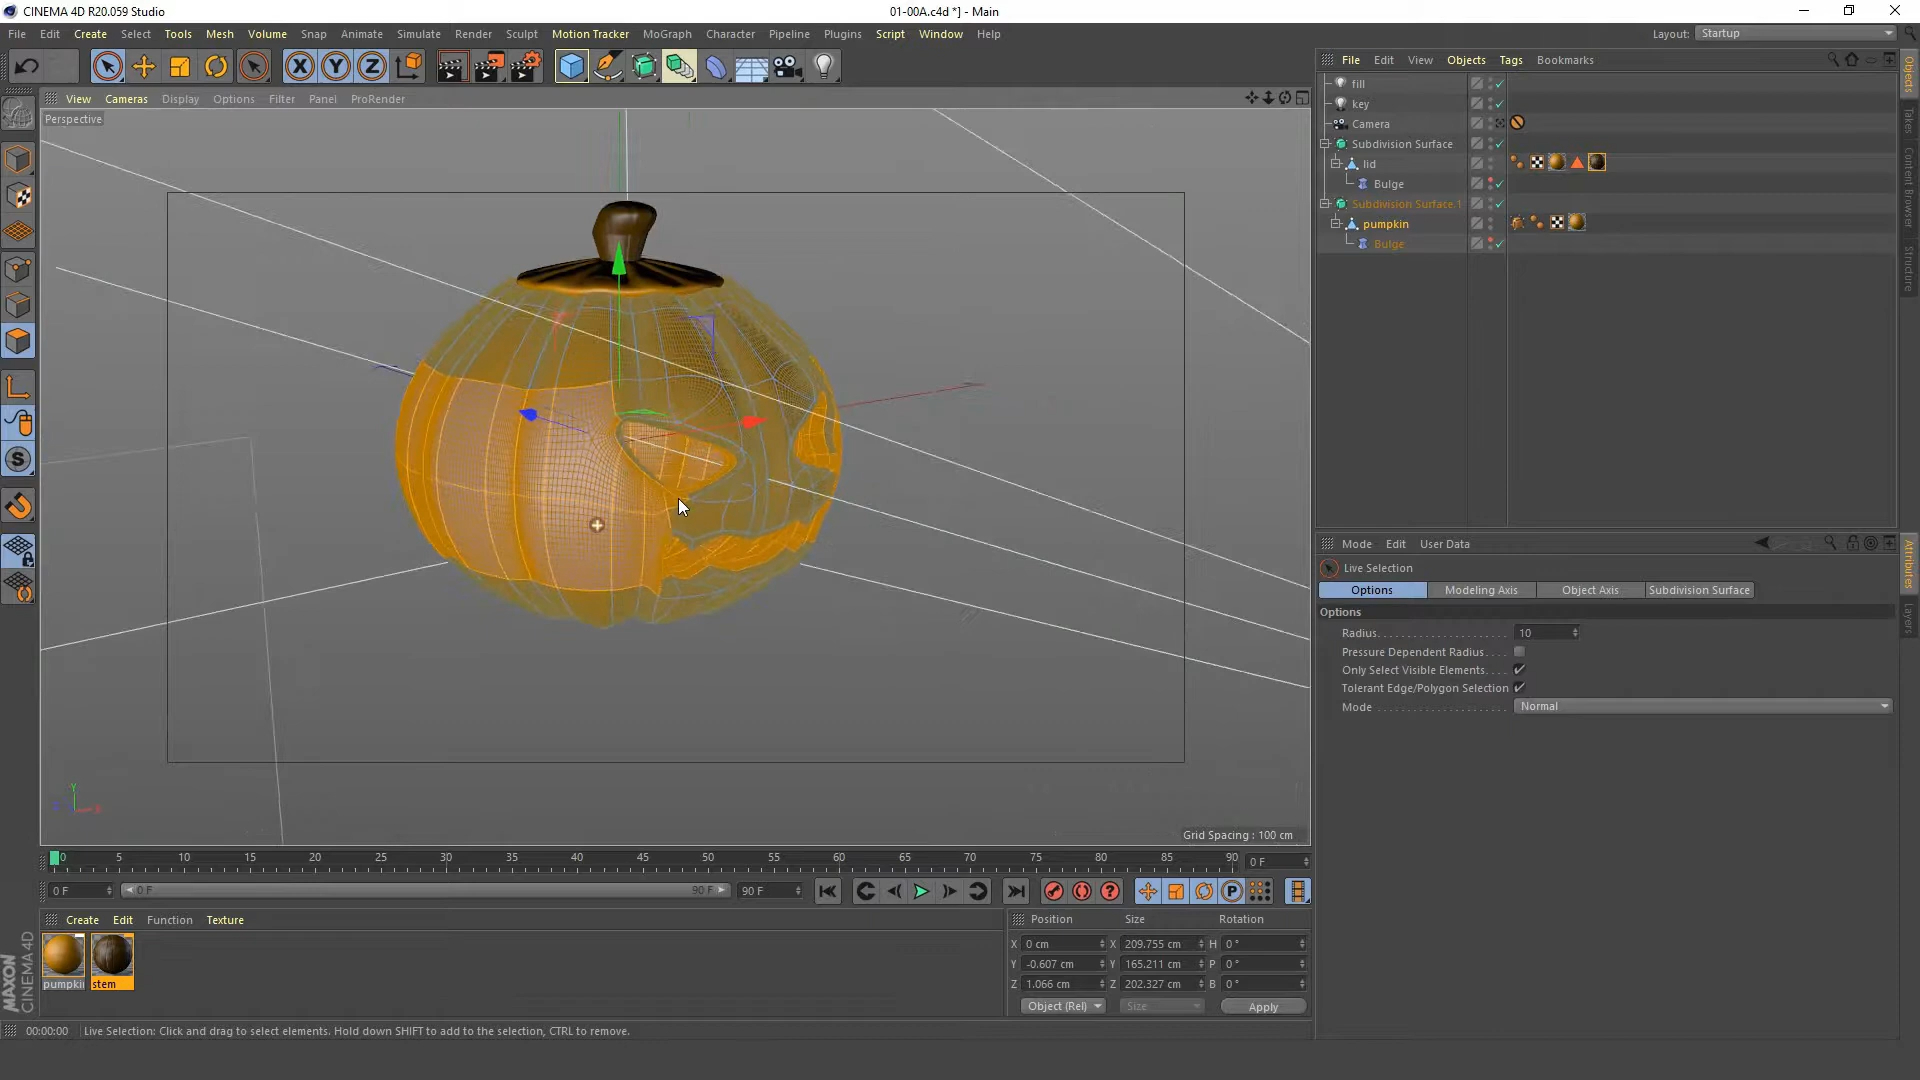 CINEMA 4D R20.059 Studio
01-00A.c4d *] - Main
File Edit Create Select Tools Mesh Volume Snap Animate Simulate Render Sculpt Motion Tracker MoGraph Character Pipeline Plugins Script Window Help
Layout: Startup
View Cameras Display Options Filter Panel ProRender
Perspective
File Edit View Objects Tags Bookmarks
fill
key
Camera
Subdivision Surface
lid
Bulge
Subdivision Surface.1
pumpkin
Bulge
Objects
Takes
Content Browser
Structure
Mode Edit User Data
Live Selection
Options Modeling Axis Object Axis Subdivision Surface
Options
Radius 10
Pressure Dependent Radius
Only Select Visible Elements
Tolerant Edge/Polygon Selection
Mode Normal
Attributes
Layers
Y
X
Z
Grid Spacing : 100 cm
0 5 10 15 20 25 30 35 40 45 50 55 60 65 70 75 80 85 90
0 F
0 F 0 F 90 F 90 F
Create Edit Function Texture
pumpkin
stem
Position Size Rotation
X 0 cm X 209.755 cm H 0 °
Y -0.607 cm Y 165.211 cm P 0 °
Z 1.066 cm Z 202.327 cm B 0 °
Object (Rel) Size Apply
MAXON CINEMA 4D
00:00:00 Live Selection: Click and drag to select elements. Hold down SHIFT to add to the selection, CTRL to remove.